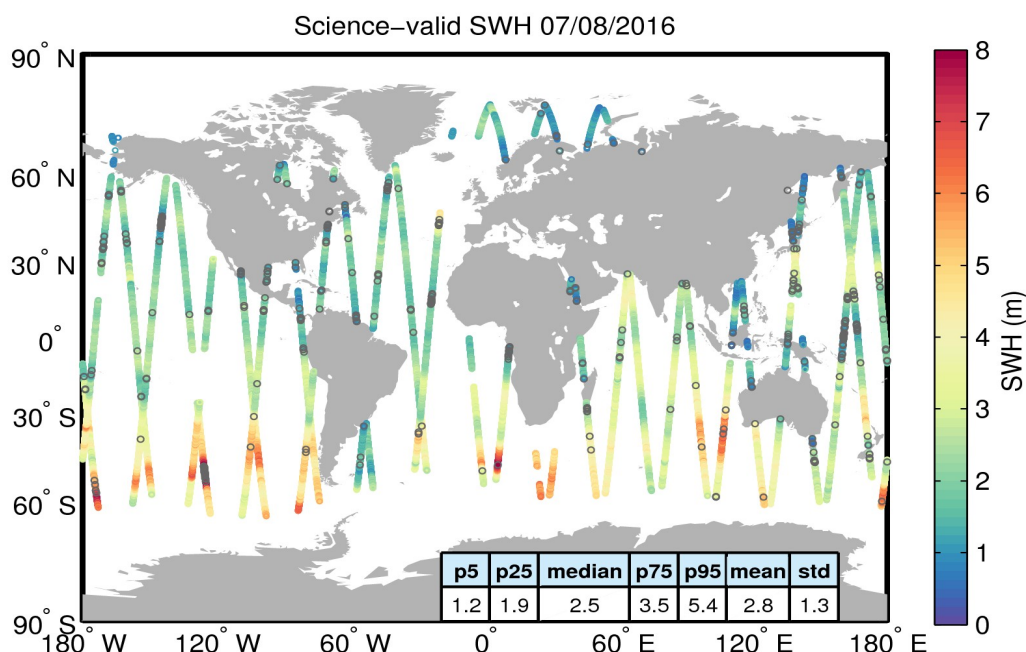 Science−valid SWH 07/08/2016
90° N
60° N
30° N
0°
30° S
60° S
90° S
180° W 120° W 60° W 0° 60° E 120° E 180° E
p5 p25 median p75 p95 mean std
1.2 1.9 2.5 3.5 5.4 2.8 1.3
8
7
6
5
4
3
2
1
0
SWH (m)